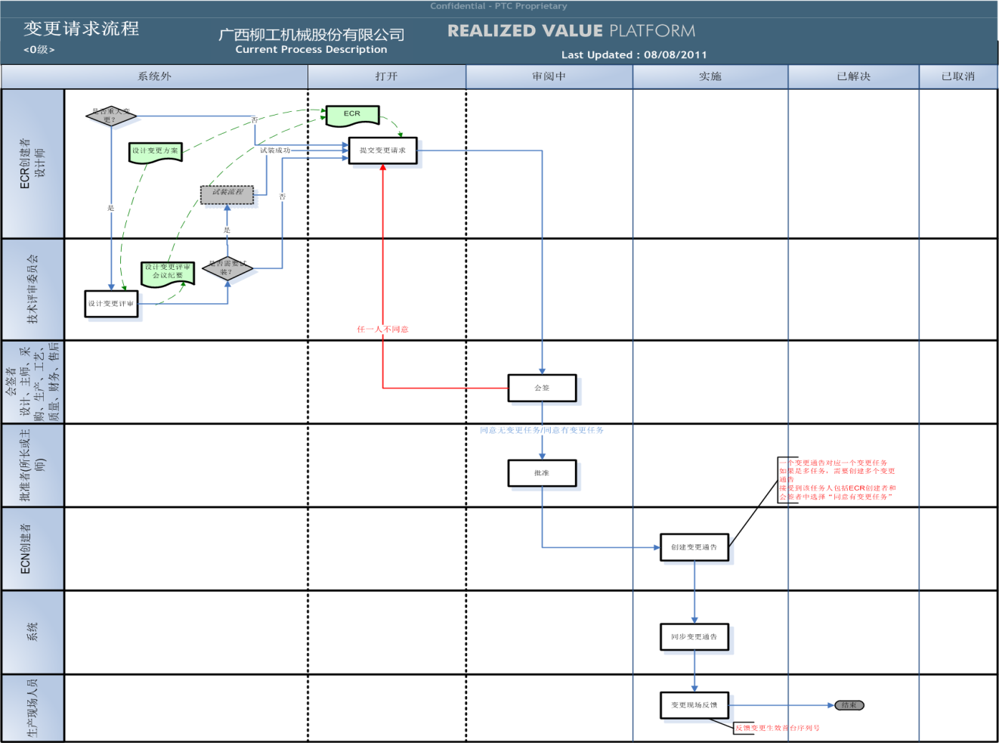 Confidential - PTC Proprietary
变更请求流程
<0级>
广西柳工机械股份有限公司
Current Process Description
REALIZED VALUE PLATFORM
Last Updated : 08/08/2011
系统外
打开
审阅中
实施
已解决
已取消
ECR创建者
设计师
是否重大变
更?
否
ECR
设计变更方案
试装成功
提交变更请求
试装流程
否
是
是
技术评审委员会
设计变更评审
会议纪要
是否需要试
装?
设计变更评审
任一人不同意
会签者
设计、主师、采
购、生产、工艺、
质量、财务、售后
会签
同意无变更任务/同意有变更任务
批准者(所长或主
师)
批准
一个变更通告对应一个变更任务
如果是多任务，需要创建多个变更
通告
接受到该任务人包括ECR创建者和
会签者中选择“同意有变更任务”
ECN创建者
创建变更通告
系统
同步变更通告
生产现场人员
变更现场反馈
结束
反馈变更生效首台序列号